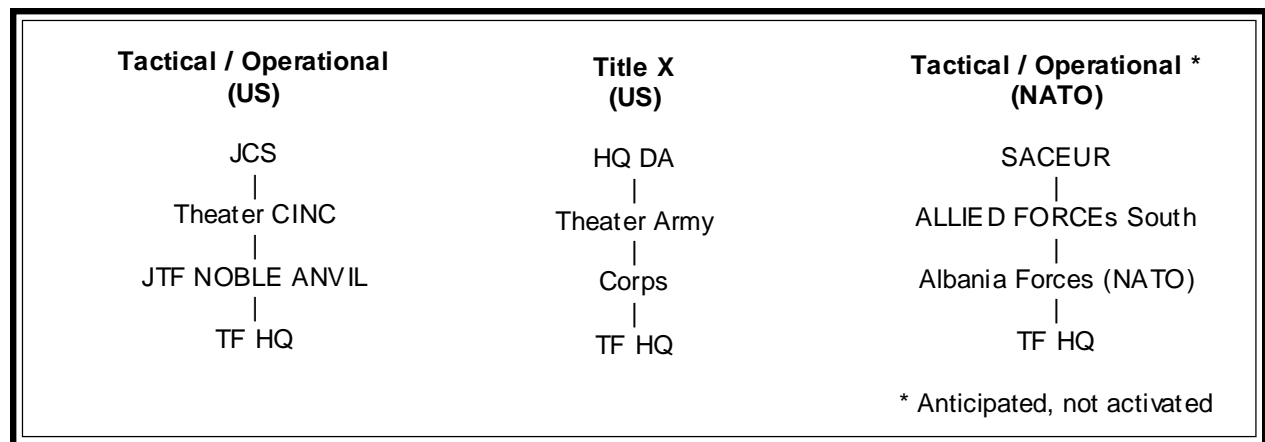 Tactical / Operational
(US)
JCS
Theater CINC
JTF NOBLE ANVIL
TF HQ
Title X
(US)
HQ DA
Theater Army
Corps
TF HQ
Tactical / Operational *
(NATO)
SACEUR
ALLIED FORCEs South
Albania Forces (NATO)
TF HQ
* Anticipated, not activated